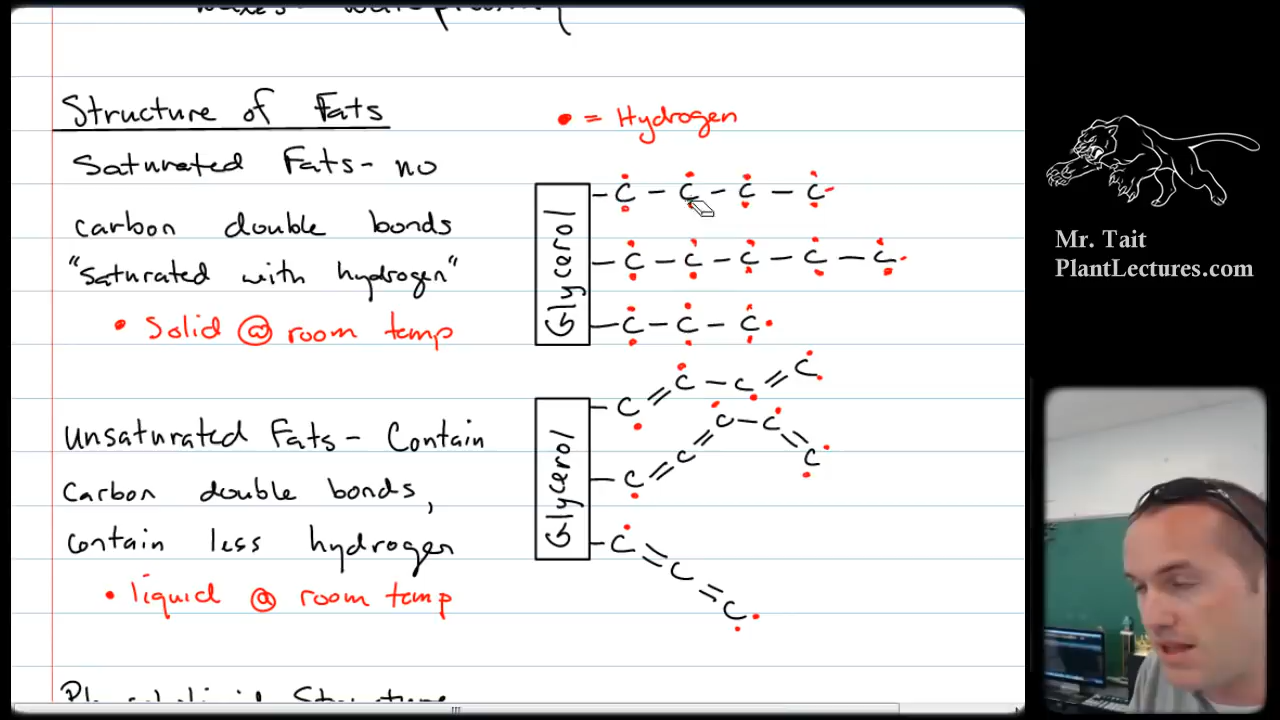 Structure of Fats
Saturated Fats - no
carbon double bonds
"saturated with hydrogen"
• Solid @ room temp
Unsaturated Fats - Contain
Carbon double bonds,
contain less hydrogen
• liquid @ room temp
• = Hydrogen
Glycerol
- C - C - C - C
- C - C - C - C - C
- C - C - C
Glycerol
- C = C - C = C
- C = C = C - C = C
- C = C = C
Mr. Tait
PlantLectures.com